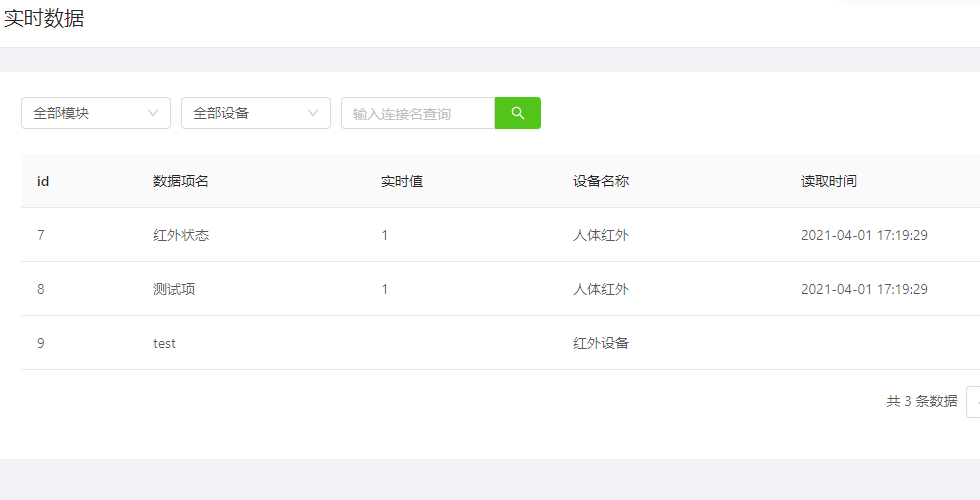 实时数据
全部模块 全部设备 输入连接名查询
id 数据项名 实时值 设备名称 读取时间
7 红外状态 1 人体红外 2021-04-01 17:19:29
8 测试项 1 人体红外 2021-04-01 17:19:29
9 test 红外设备
共 3 条数据